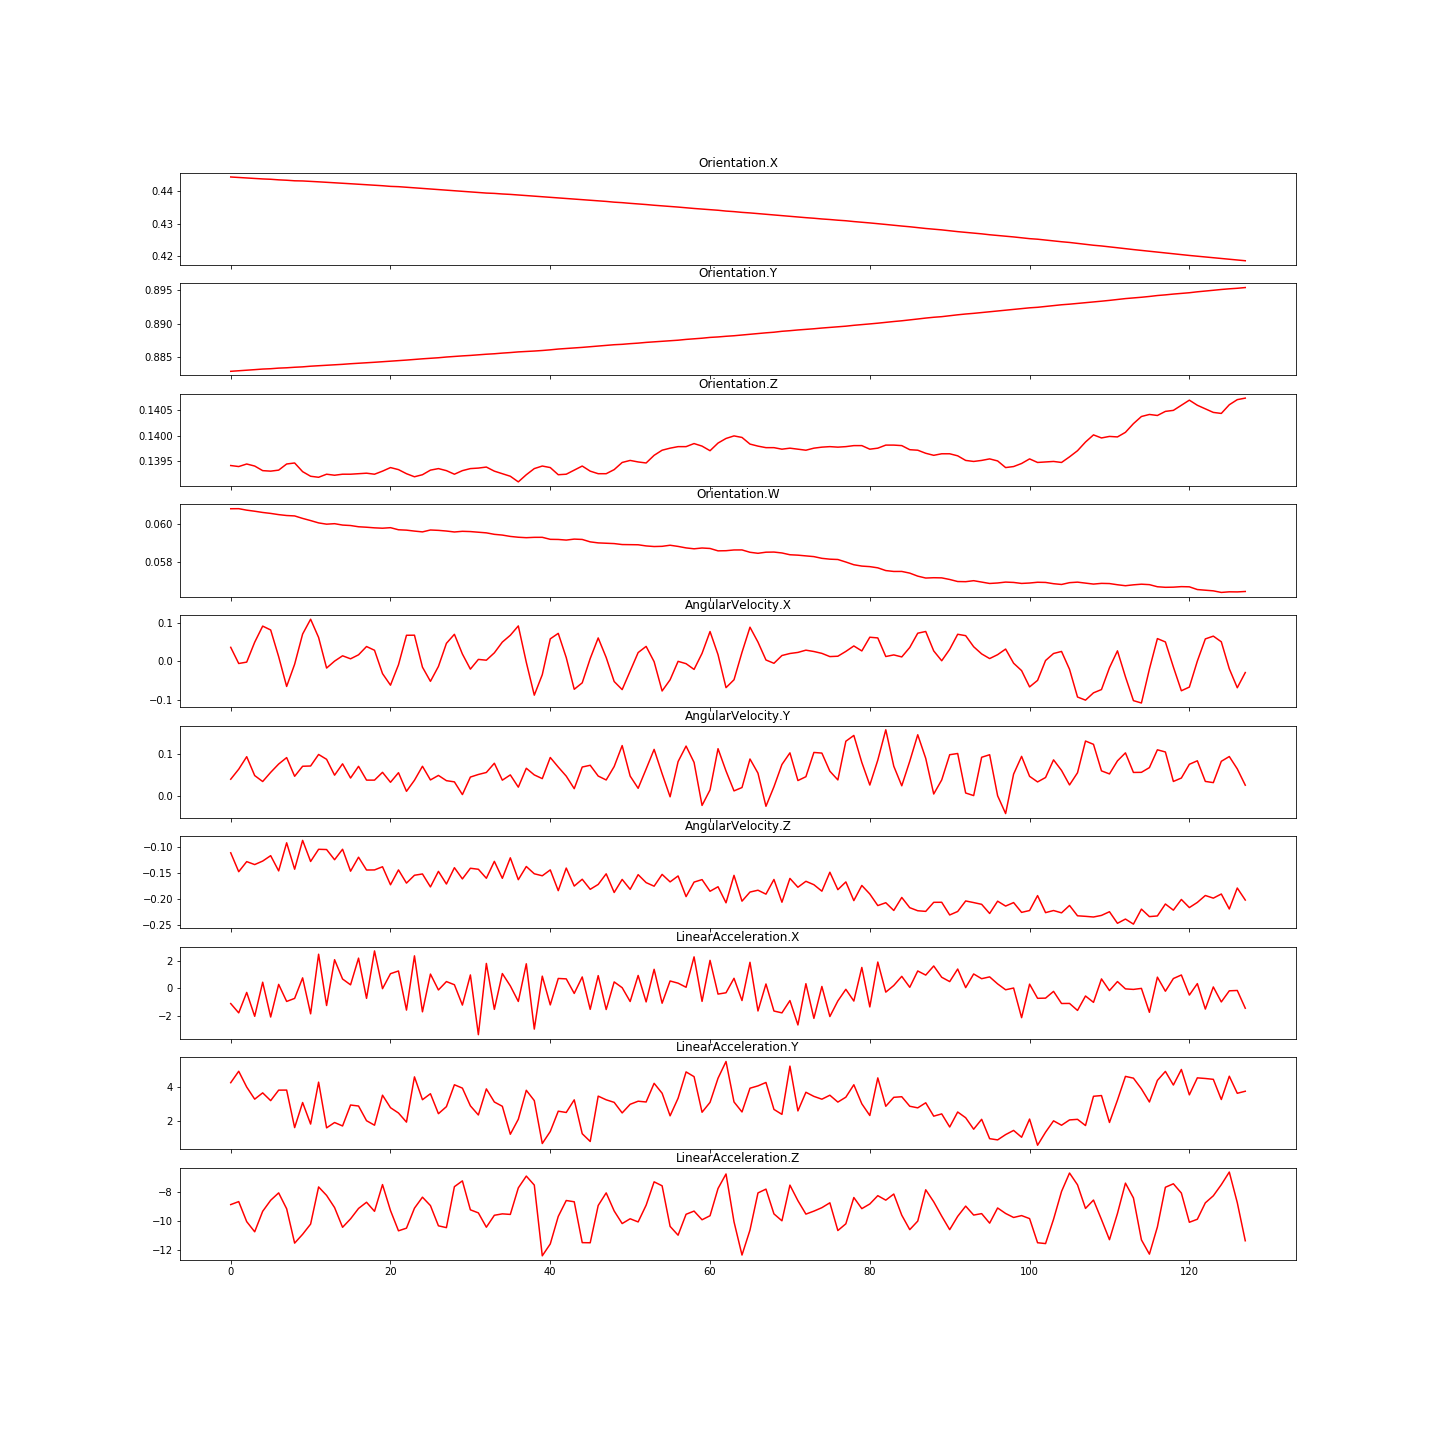 Orientation.X
0.44
0.43
0.42
Orientation.Y
0.895
0.890
0.885
Orientation.Z
0.1405
0.1400
0.1395
Orientation.W
0.060
0.058
AngularVelocity.X
0.1
0.0
−0.1
AngularVelocity.Y
0.1
0.0
AngularVelocity.Z
−0.10
−0.15
−0.20
−0.25
LinearAcceleration.X
2
0
−2
LinearAcceleration.Y
4
2
LinearAcceleration.Z
−8
−10
−12
0 20 40 60 80 100 120